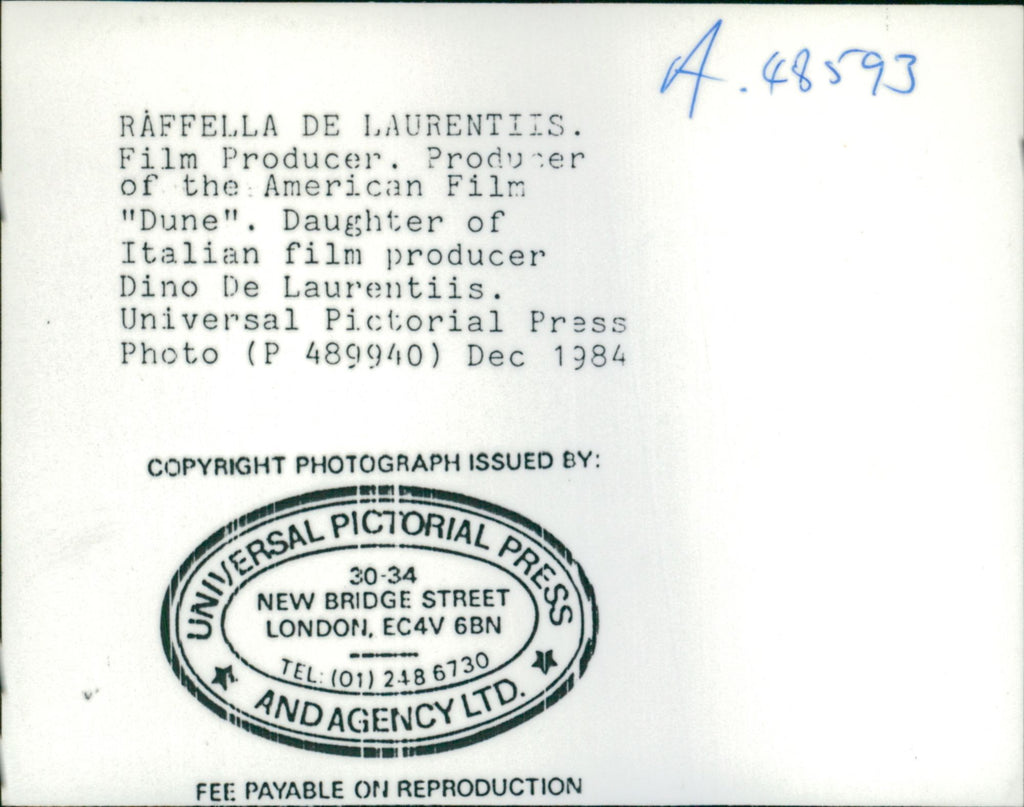 A. 48593
RAFFELLA DE LAURENTIIS.
Film Producer. Producer
of the American Film
"Dune". Daughter of
Italian film producer
Dino De Laurentiis.
Universal Pictorial Press
Photo (P 489940) Dec 1984
COPYRIGHT PHOTOGRAPH ISSUED BY:
UNIVERSAL PICTORIAL PRESS
30-34
NEW BRIDGE STREET
LONDON, EC4V 6BN
TEL: (01) 248 6730
AND AGENCY LTD.
FEE PAYABLE ON REPRODUCTION